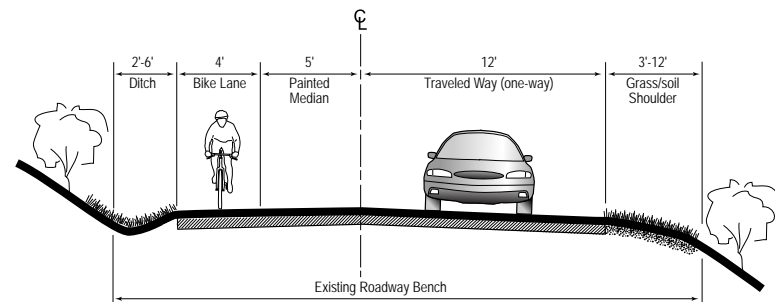 ℄
2'-6'
Ditch
4'
Bike Lane
5'
Painted
Median
12'
Traveled Way (one-way)
3'-12'
Grass/soil
Shoulder
Existing Roadway Bench